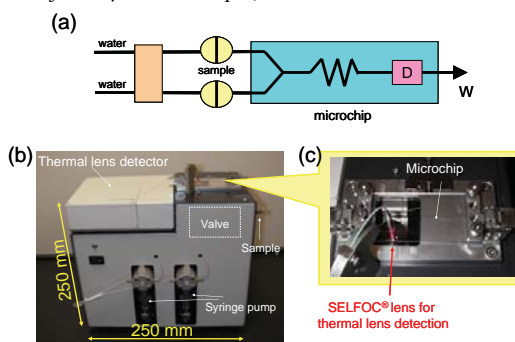 (a)
water
water
sample
D
W
microchip
(b)
Thermal lens detector
Valve
Sample
Syringe pump
250 mm
250 mm
(c)
Microchip
SELFOC® lens for
thermal lens detection